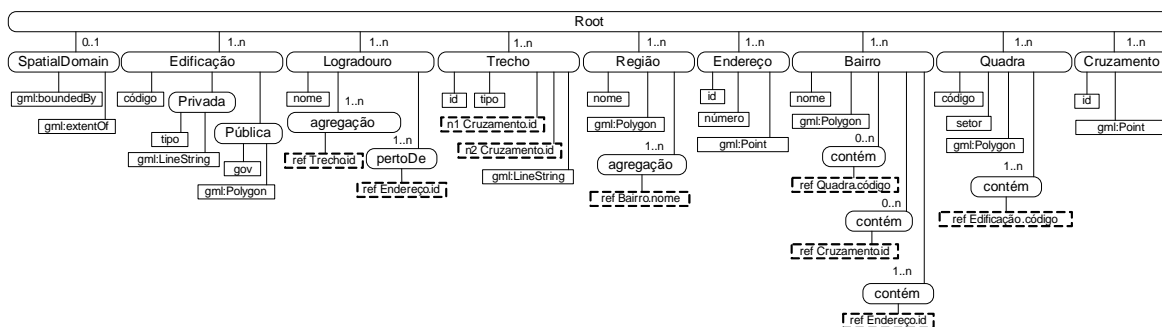 Root
0..1 1..n 1..n 1..n 1..n 1..n 1..n 1..n 1..n
SpatialDomain Edificação Logradouro Trecho Região Endereço Bairro Quadra Cruzamento
gml:boundedBy
gml:extentOf
código
Privada
tipo
gml:LineString
Pública
gov
gml:Polygon
nome
1..n
agregação
ref Trecho.id
1..n
pertoDe
ref Endereço.id
id
tipo
n1 Cruzamento.id
n2 Cruzamento.id
gml:LineString
nome
gml:Polygon
1..n
agregação
ref Bairro.nome
id
número
gml:Point
nome
gml:Polygon
0..n
contém
ref Quadra.código
0..n
contém
ref Cruzamento.id
1..n
contém
ref Endereço.id
código
setor
gml:Polygon
1..n
contém
ref Edificação.código
id
gml:Point